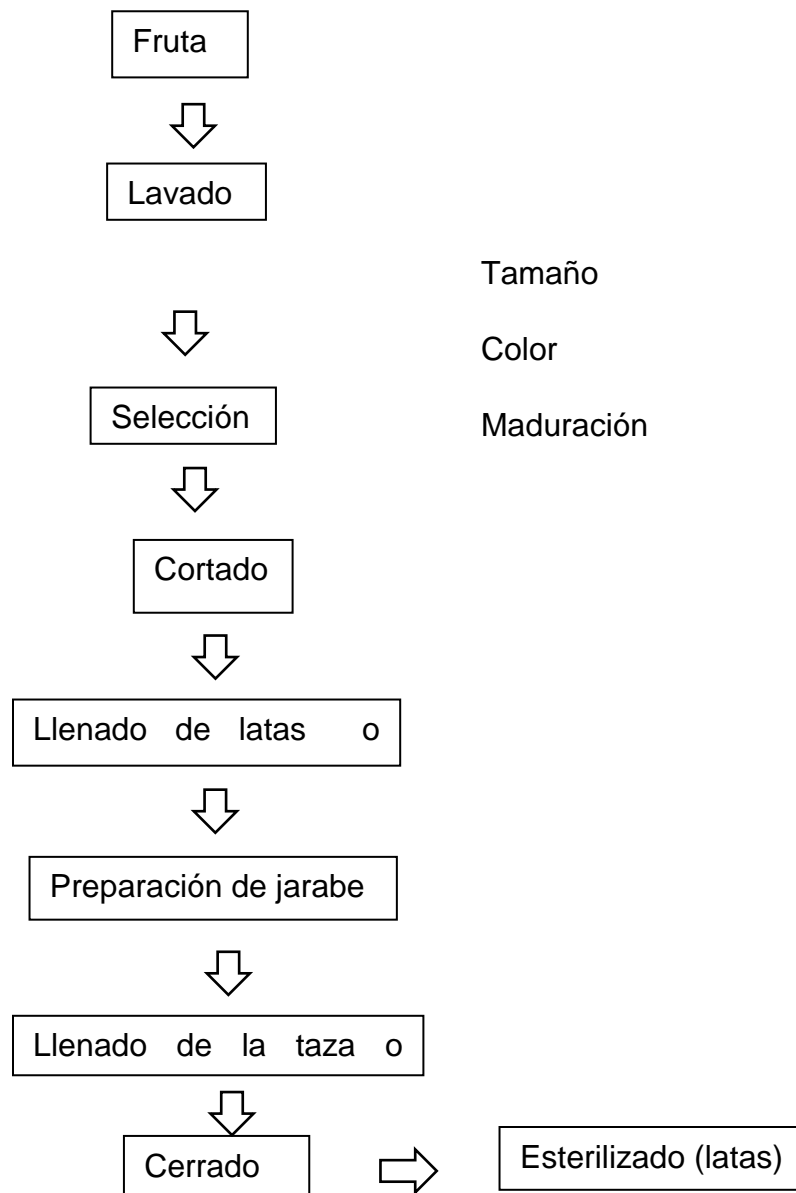 Fruta
Lavado
Tamaño
Color
Selección
Maduración
Cortado
Llenado de latas o
Preparación de jarabe
Llenado de la taza o
Cerrado
Esterilizado (latas)